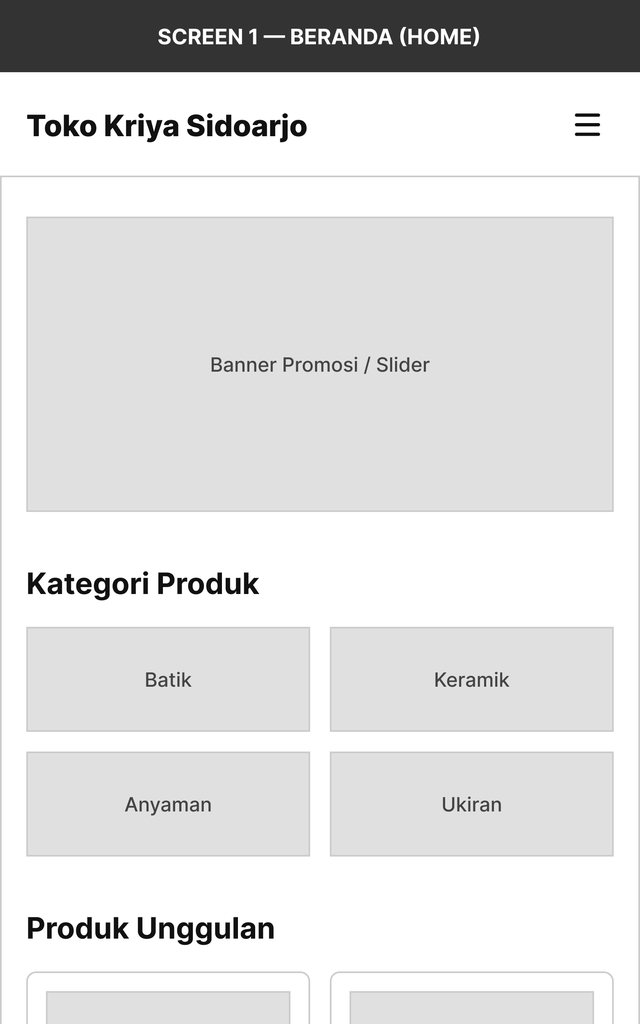 SCREEN 1 — BERANDA (HOME)
Toko Kriya Sidoarjo
Banner Promosi / Slider
Kategori Produk
Batik
Keramik
Anyaman
Ukiran
Produk Unggulan